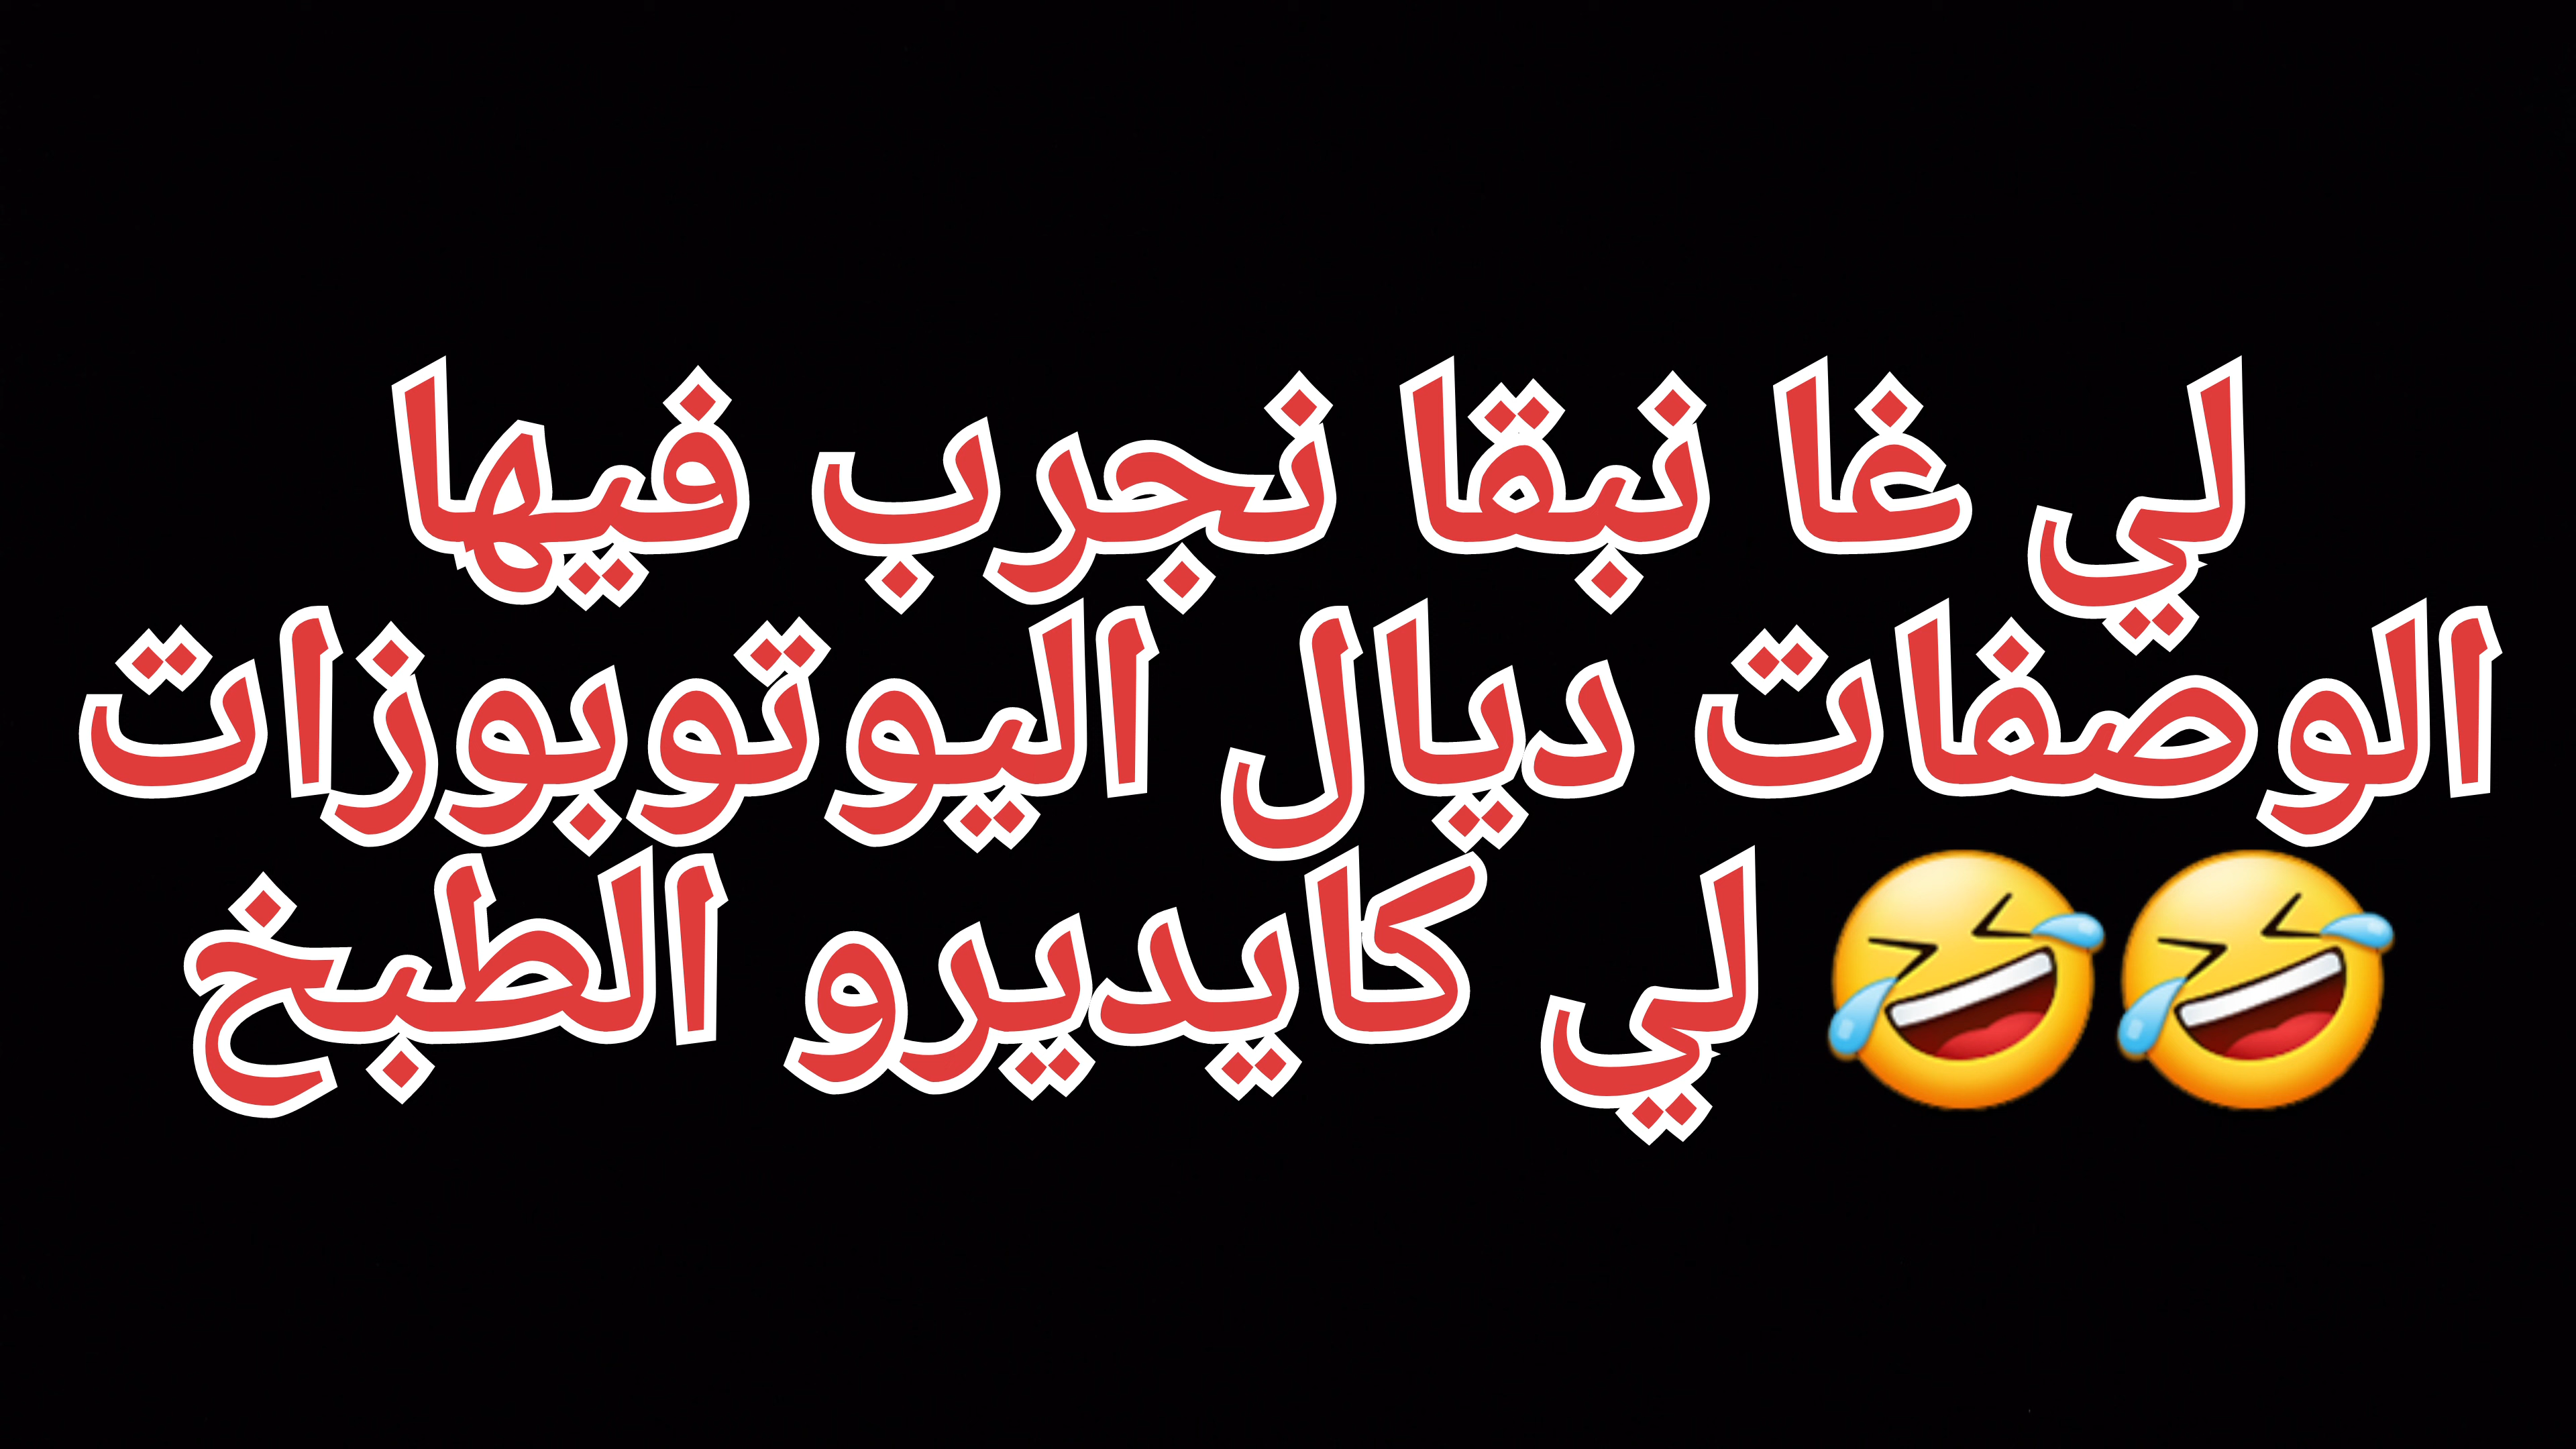 لي غا نبقا نجرب فيها
الوصفات ديال اليوتوبوزات
🤣🤣 لي كايديرو الطبخ